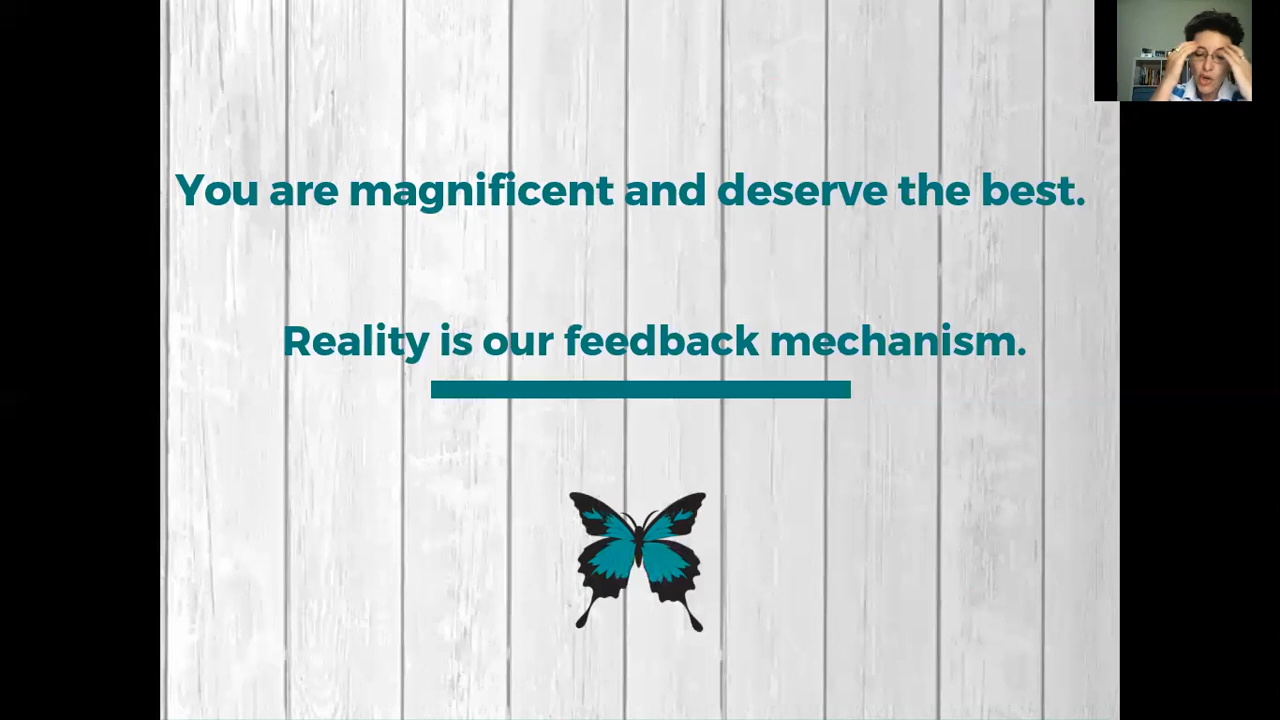 You are magnificent and deserve the best.
Reality is our feedback mechanism.